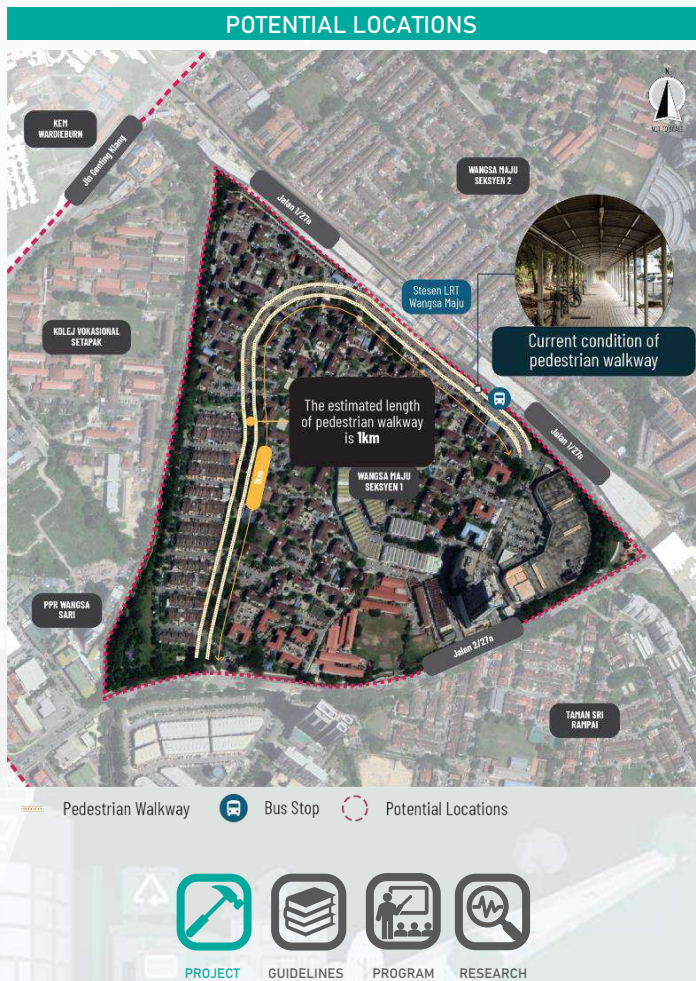 POTENTIAL LOCATIONS
N
NOT TO SCALE
KEM
WARDIEBURN
Jln Genting Klang
WANGSA MAJU
SEKSYEN 2
Jalan 1/27a
Stesen LRT
Wangsa Maju
KOLEJ VOKASIONAL
SETAPAK
Current condition of
pedestrian walkway
The estimated length
of pedestrian walkway
is 1km
Jalan 1/27a
WANGSA MAJU
SEKSYEN 1
PPR WANGSA
SARI
Jalan 2/27a
TAMAN SRI
RAMPAI
Pedestrian Walkway
Bus Stop
Potential Locations
PROJECT
GUIDELINES
PROGRAM
RESEARCH